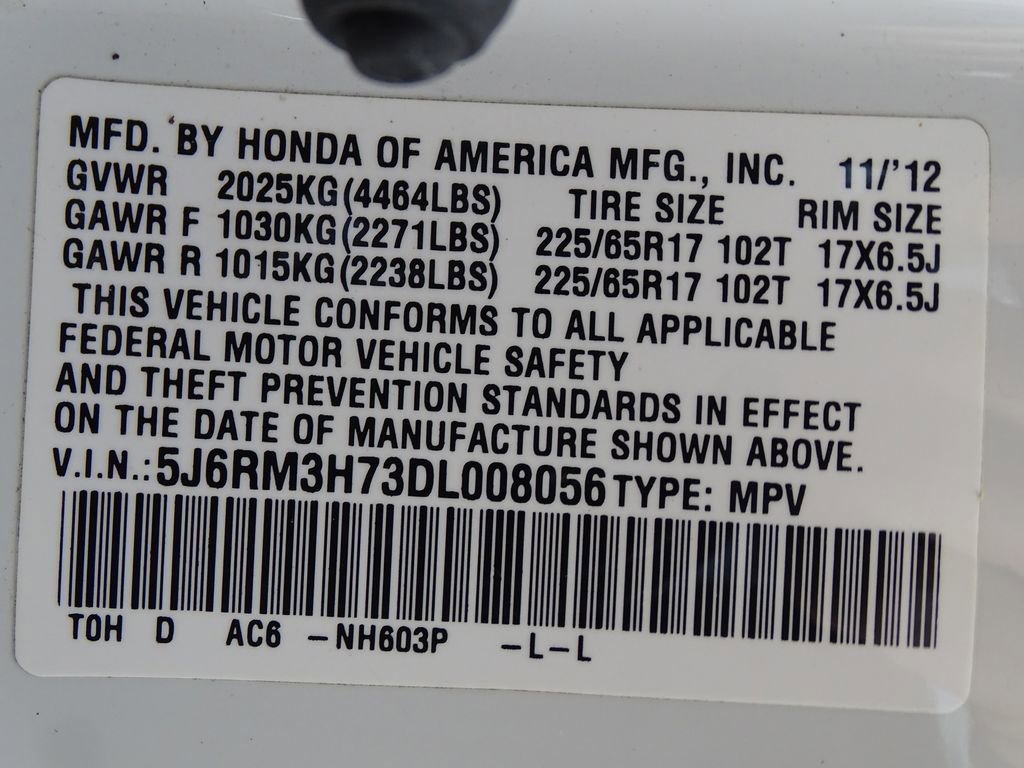 MFD. BY HONDA OF AMERICA MFG., INC. 11/'12
GVWR 2025KG(4464LBS) TIRE SIZE RIM SIZE
GAWR F 1030KG(2271LBS) 225/65R17 102T 17X6.5J
GAWR R 1015KG(2238LBS) 225/65R17 102T 17X6.5J
THIS VEHICLE CONFORMS TO ALL APPLICABLE
FEDERAL MOTOR VEHICLE SAFETY
AND THEFT PREVENTION STANDARDS IN EFFECT
ON THE DATE OF MANUFACTURE SHOWN ABOVE.
V.I.N.: 5J6RM3H73DL008056 TYPE: MPV
TOH D AC6 -NH603P -L-L